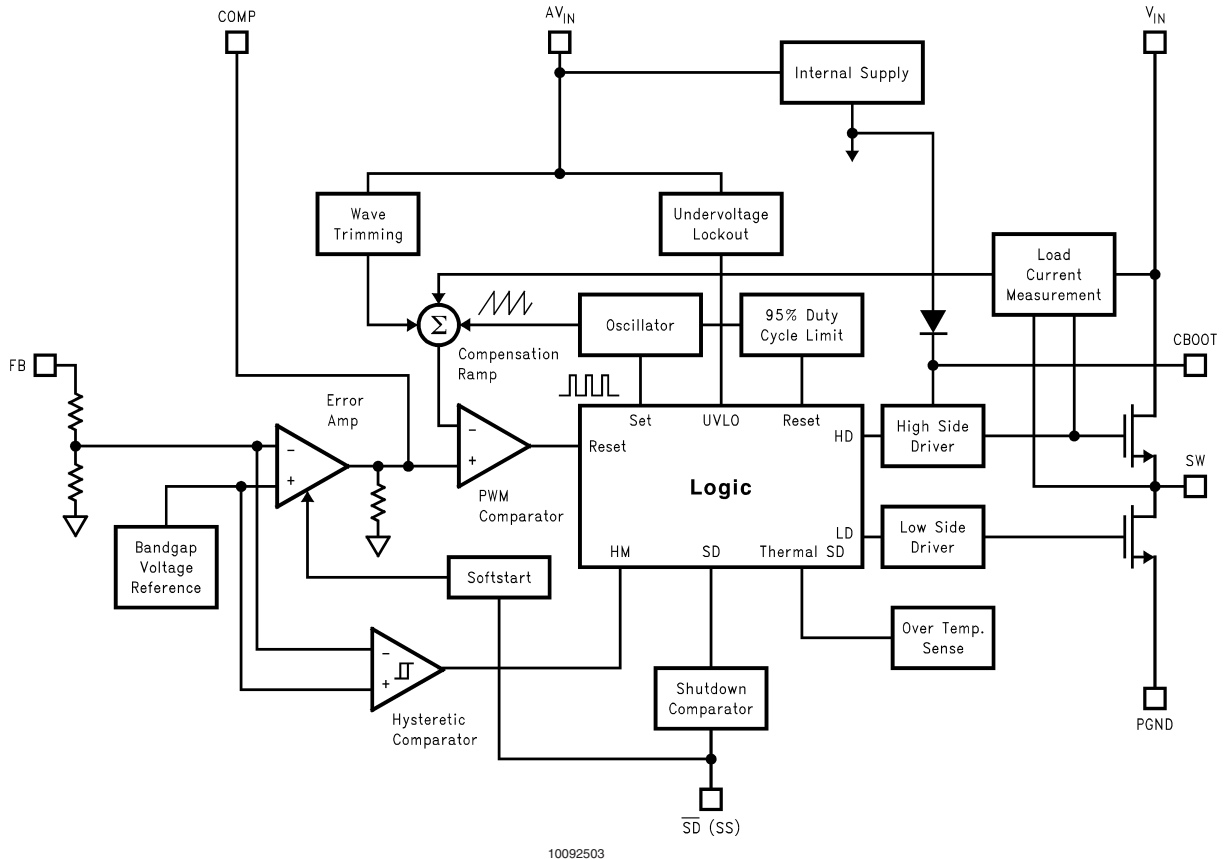 COMP
AVIN
VIN
Internal Supply
Wave
Trimming
Undervoltage
Lockout
Load
Current
Measurement
Σ
Oscillator
95% Duty
Cycle Limit
Compensation
Ramp
CBOOT
FB
Error
Amp
−
+
−
+
PWM
Comparator
Set
UVLO
Reset
Reset
HD
Logic
LD
HM
SD
Thermal SD
High Side
Driver
SW
Low Side
Driver
Bandgap
Voltage
Reference
Softstart
Over Temp.
Sense
−
+
Hysteretic
Comparator
Shutdown
Comparator
PGND
S̅D̅ (SS)
10092503